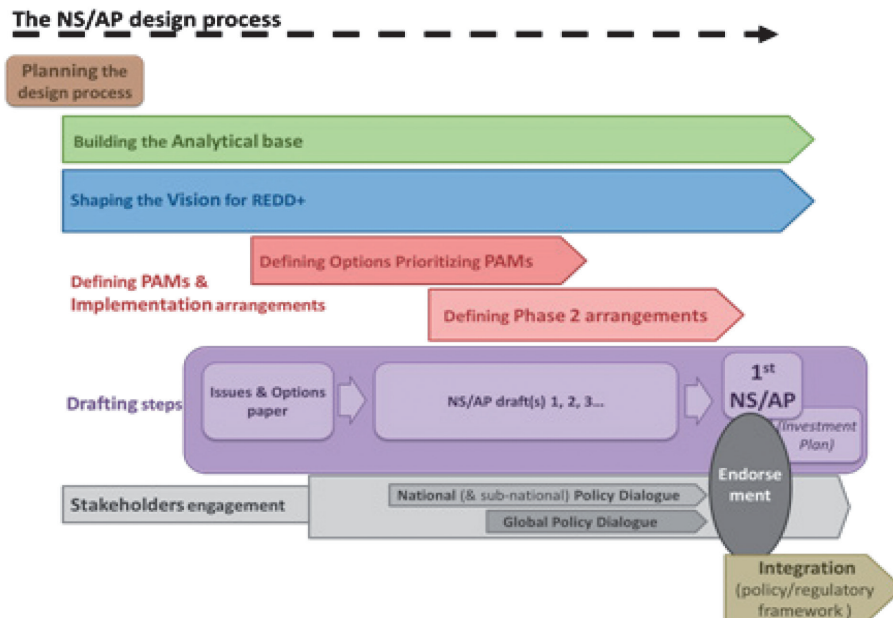 The NS/AP design process
Planning the
design process
Building the Analytical base
Shaping the Vision for REDD+
Defining Options Prioritizing PAMs
Defining PAMs &
Implementation arrangements
Defining Phase 2 arrangements
Drafting steps
Issues & Options
paper
NS/AP draft(s) 1, 2, 3...
1st
NS/AP
(Investment
Plan)
Endorse
ment
Stakeholders engagement
National (& sub-national) Policy Dialogue
Global Policy Dialogue
Integration
(policy/regulatory
framework )